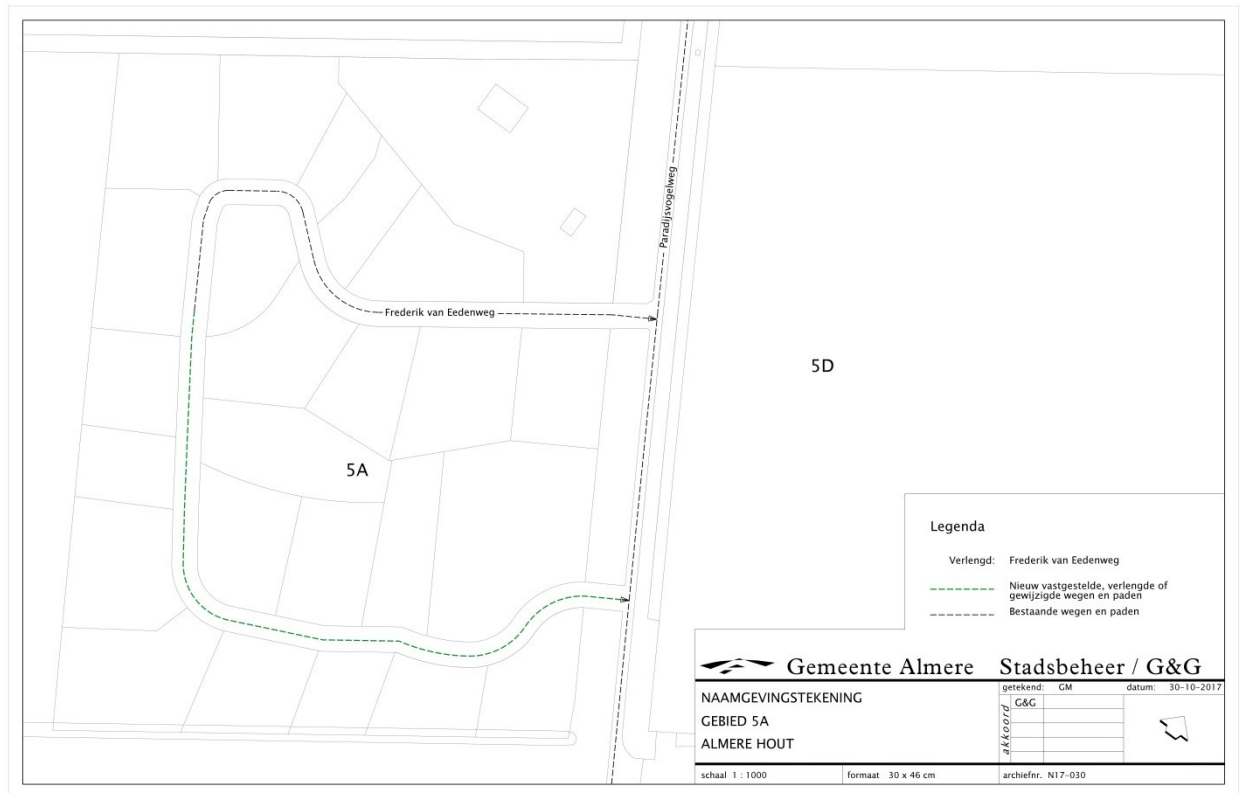 Paradijsvogelweg
Frederik van Eedenweg
5D
5A
Legenda
Verlengd: Frederik van Eedenweg
Nieuw vastgestelde, verlengde of
gewijzigde wegen en paden
Bestaande wegen en paden
Gemeente Almere Stadsbeheer / G&G
NAAMGEVINGSTEKENING
GEBIED 5A
ALMERE HOUT
getekend: GM datum: 30-10-2017
akkoord
G&G
schaal 1 : 1000 formaat 30 x 46 cm archiefnr. N17-030